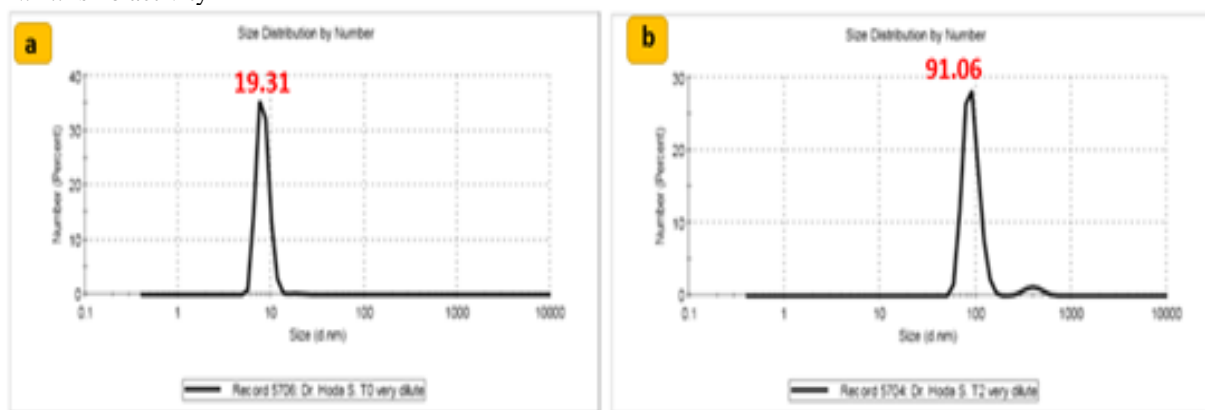 a
Size Distribution by Number
19.31
40
30
20
10
0
Number (Percent)
0.1 1 10 100 1000 10000
Size (d.nm)
Record 5706: Dr. Hoda S. T0 very dilute
b
Size Distribution by Number
91.06
30
20
10
0
Number (Percent)
0.1 1 10 100 1000 10000
Size (d.nm)
Record 5704: Dr. Hoda S. T2 very dilute